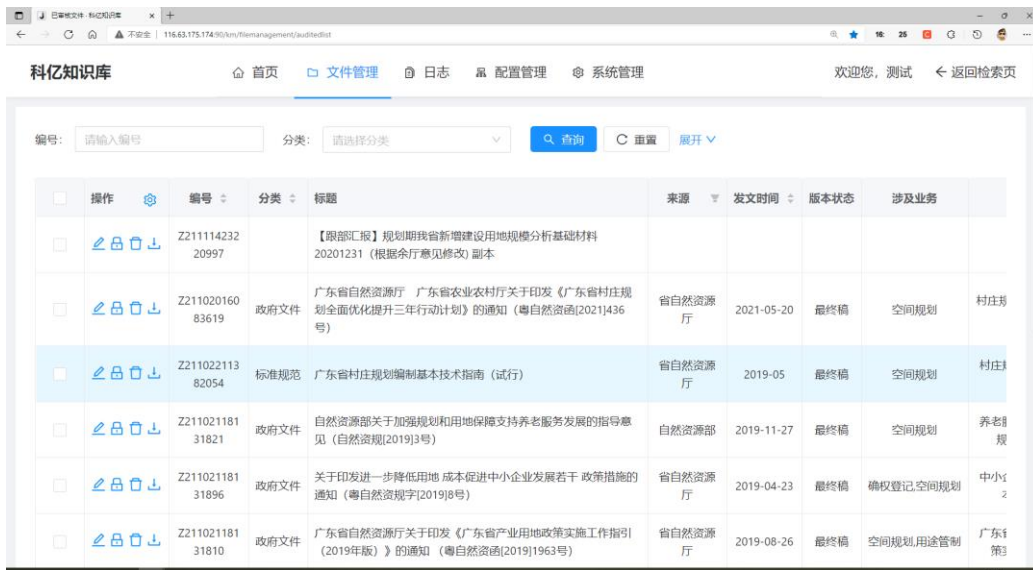 已审核文件 - 科亿知识库
不安全 116.63.175.174:90/km/filemanagement/auditedlist
16: 25
科亿知识库 首页 文件管理 日志 配置管理 系统管理 欢迎您, 测试 返回检索页
编号: 请输入编号 分类: 请选择分类 查询 重置 展开
操作 编号 分类 标题 来源 发文时间 版本状态 涉及业务
Z211114232 【跟部汇报】规划期我省新增建设用地规模分析基础材料
20997 20201231（根据余厅意见修改) 副本
广东省自然资源厅 广东省农业农村厅关于印发《广东省村庄规
Z211020160 政府文件 划全面优化提升三年行动计划》的通知（粤自然资函[2021]436 省自然资源 2021-05-20 最终稿 空间规划 村庄规
83619 号） 厅
Z211022113 标准规范 广东省村庄规划编制基本技术指南（试行） 省自然资源 2019-05 最终稿 空间规划 村庄规
82054 厅
Z211021181 政府文件 自然资源部关于加强规划和用地保障支持养老服务发展的指导意 自然资源部 2019-11-27 最终稿 空间规划 养老服
31821 见（自然资规[2019]3号） 规
Z211021181 政府文件 关于印发进一步降低用地 成本促进中小企业发展若干 政策措施的 省自然资源 2019-04-23 最终稿 确权登记,空间规划 中小企
31896 通知（粤自然资规字[2019]8号） 厅
Z211021181 政府文件 广东省自然资源厅关于印发《广东省产业用地政策实施工作指引 省自然资源 2019-08-26 最终稿 空间规划,用途管制 广东省
31810 （2019年版）》的通知 （粤自然资函[2019]1963号） 厅 策